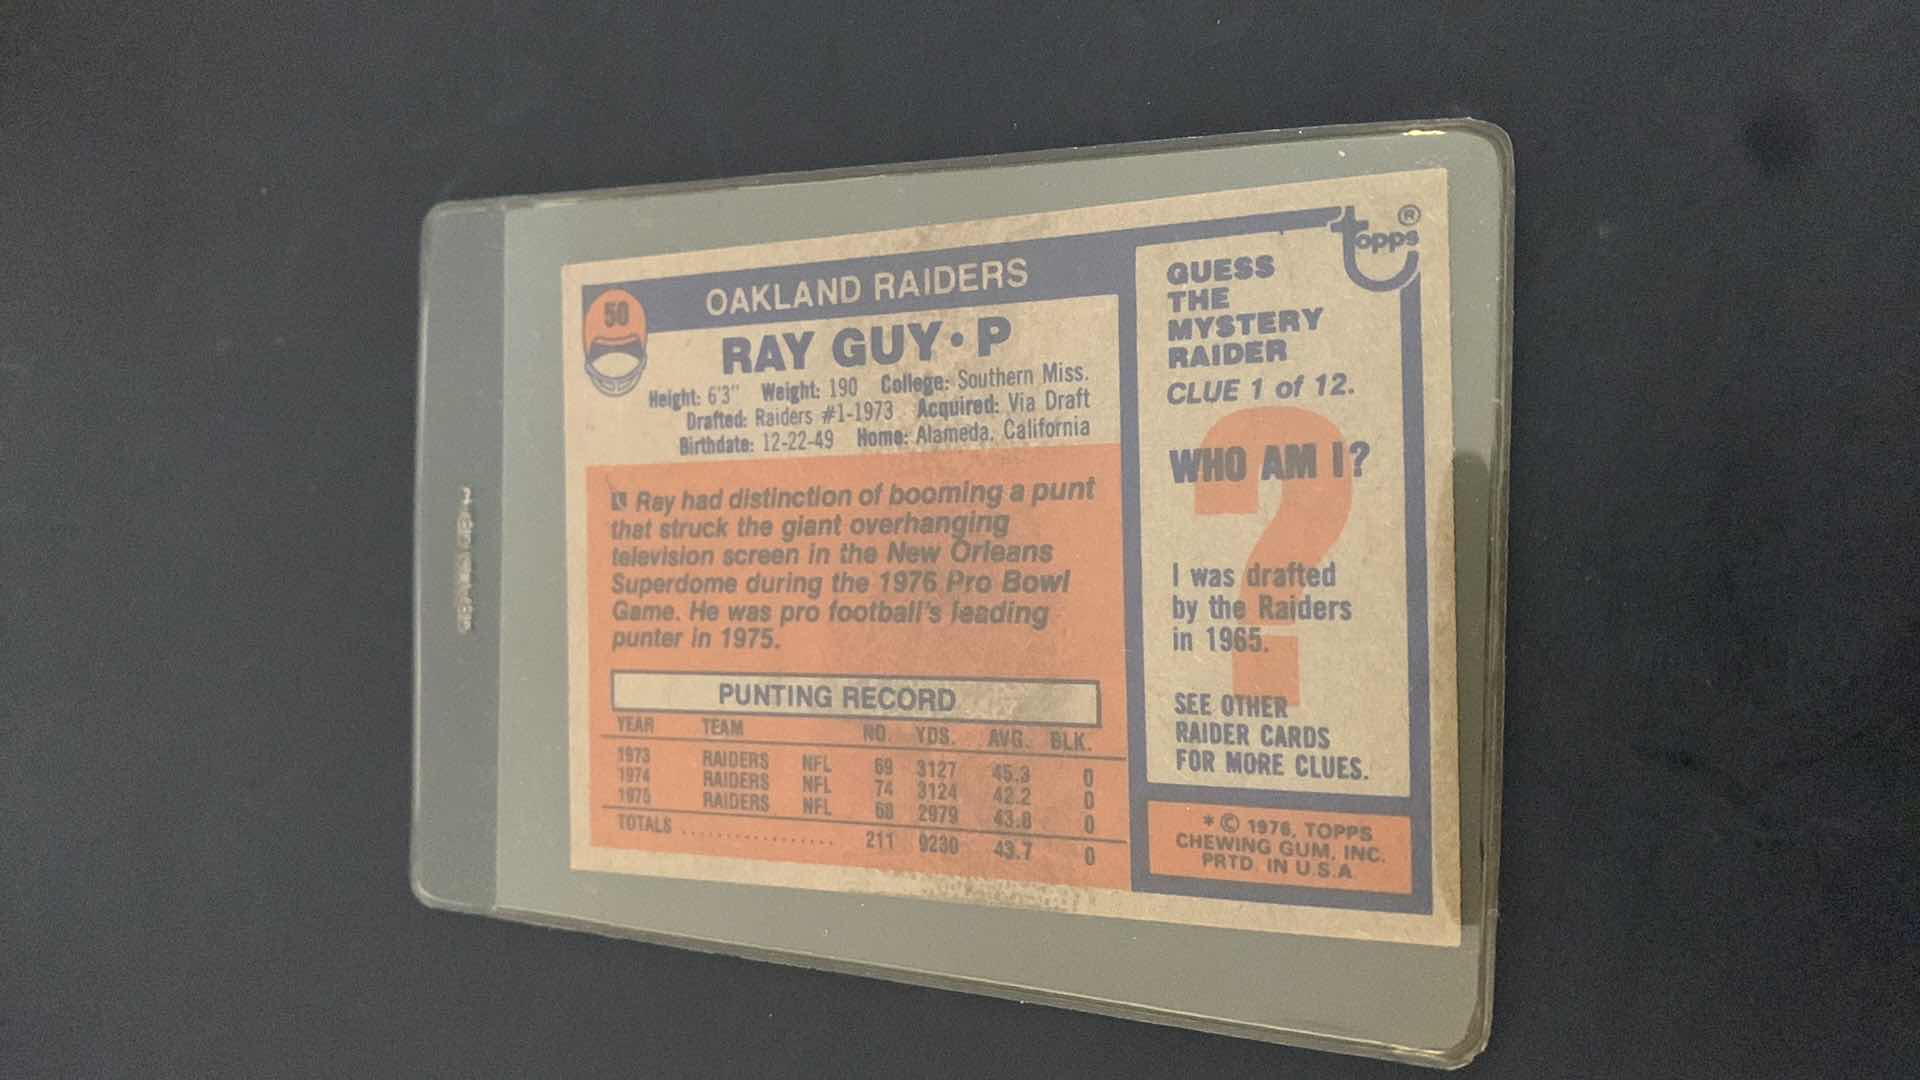 50
OAKLAND RAIDERS
RAY GUY • P
Height: 6'3" Weight: 190 College: Southern Miss.
Drafted: Raiders #1-1973 Acquired: Via Draft
Birthdate: 12-22-49 Home: Alameda, California
Ray had distinction of booming a punt
that struck the giant overhanging
television screen in the New Orleans
Superdome during the 1976 Pro Bowl
Game. He was pro football's leading
punter in 1975.
PUNTING RECORD
YEAR TEAM NO. YDS. AVG. BLK.
1973 RAIDERS NFL 69 3127 45.3 0
1974 RAIDERS NFL 74 3124 42.2 0
1975 RAIDERS NFL 68 2979 43.8 0
TOTALS ............... 211 9230 43.7 0
topps®
GUESS
THE
MYSTERY
RAIDER
CLUE 1 of 12.
WHO AM I?
?
I was drafted
by the Raiders
in 1965.
SEE OTHER
RAIDER CARDS
FOR MORE CLUES.
* © 1976, TOPPS
CHEWING GUM, INC.
PRTD. IN U.S.A.